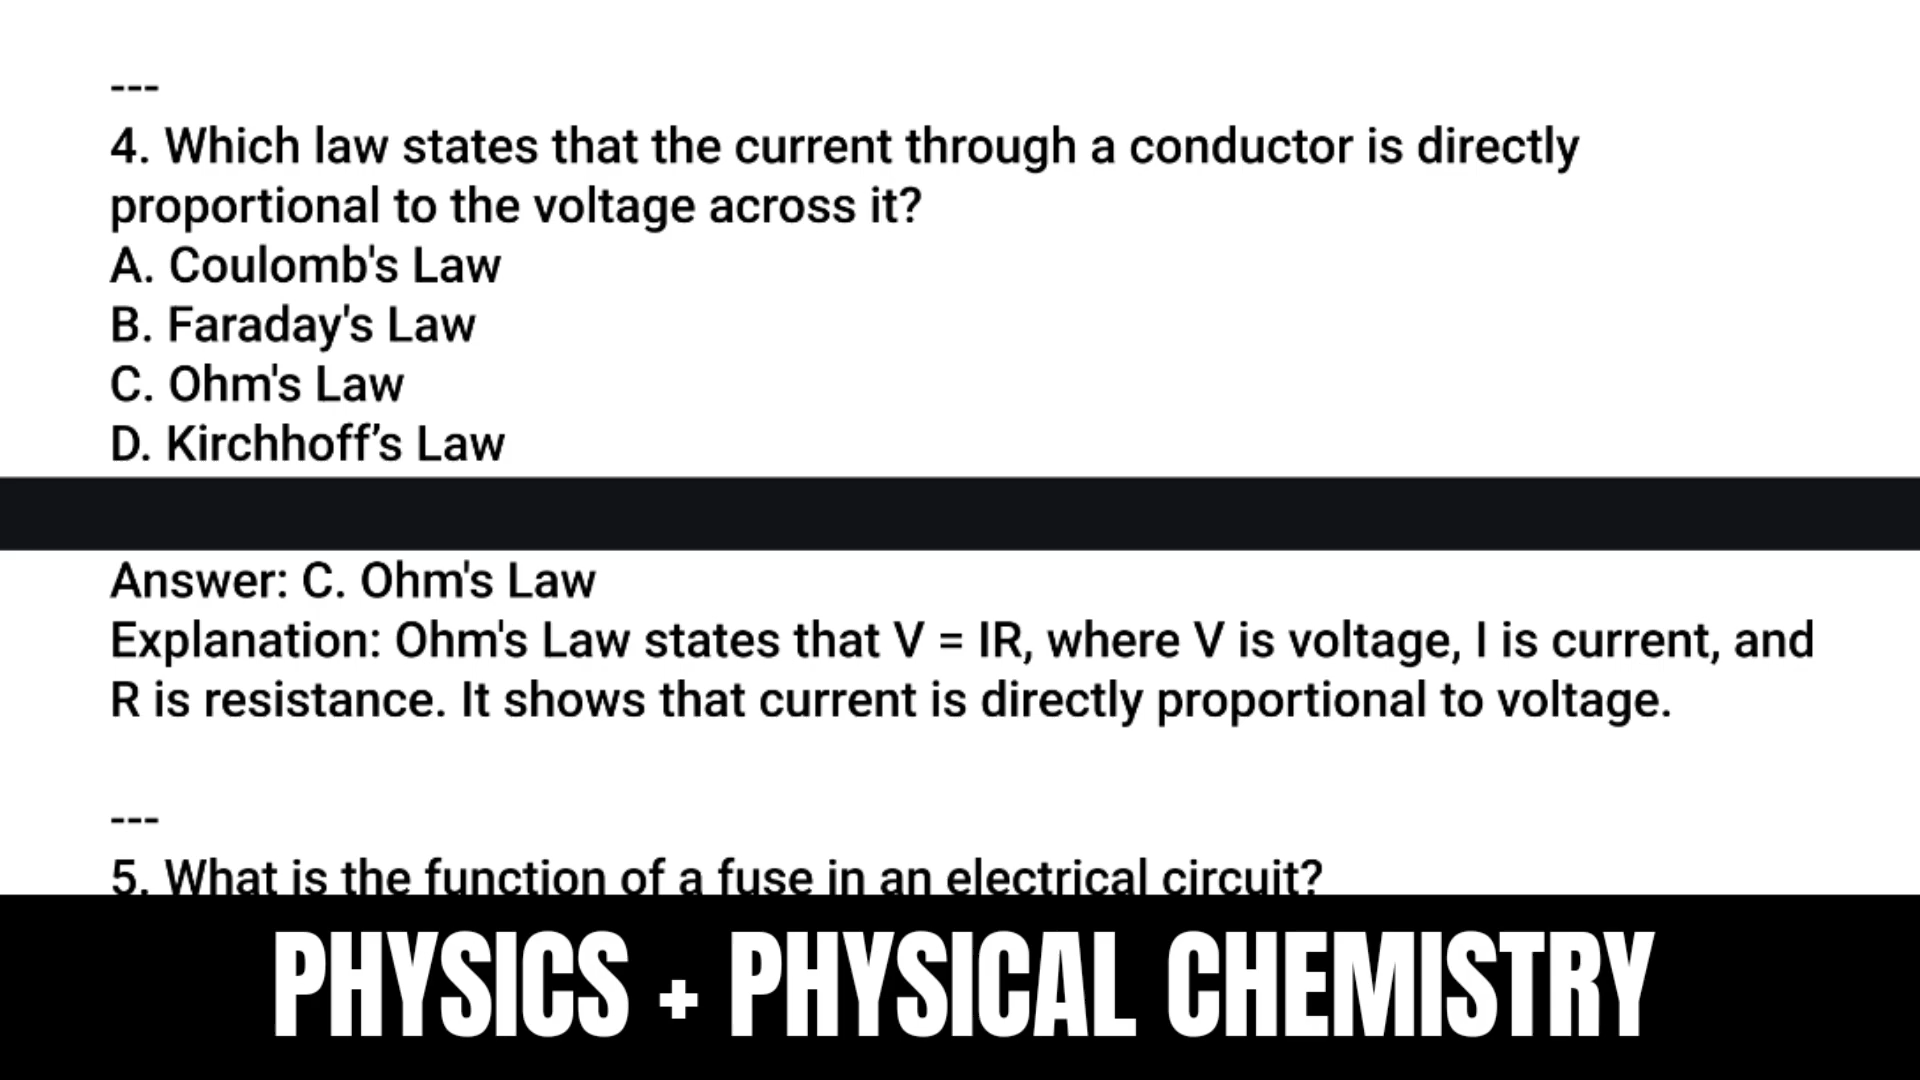 ---
4. Which law states that the current through a conductor is directly
proportional to the voltage across it?
A. Coulomb's Law
B. Faraday's Law
C. Ohm's Law
D. Kirchhoff’s Law
Answer: C. Ohm's Law
Explanation: Ohm's Law states that V = IR, where V is voltage, I is current, and
R is resistance. It shows that current is directly proportional to voltage.
---
5. What is the function of a fuse in an electrical circuit?
PHYSICS + PHYSICAL CHEMISTRY